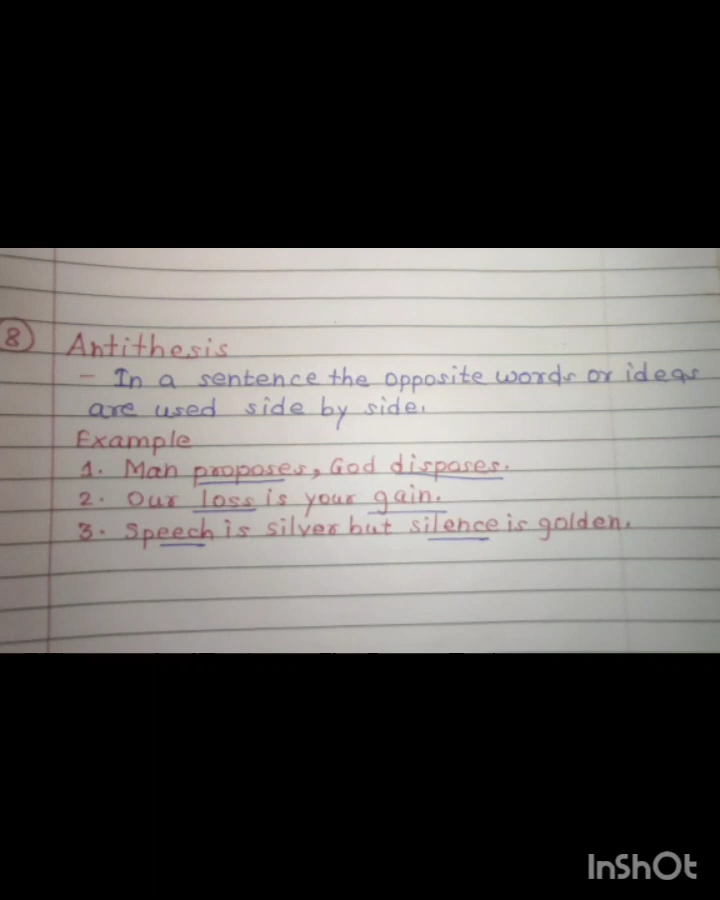 8 Antithesis
- In a sentence the opposite words or ideas
are used side by side.
Example
1. Man proposes, God disposes.
2. Our loss is your gain.
3. Speech is silver but silence is golden.
InShOt